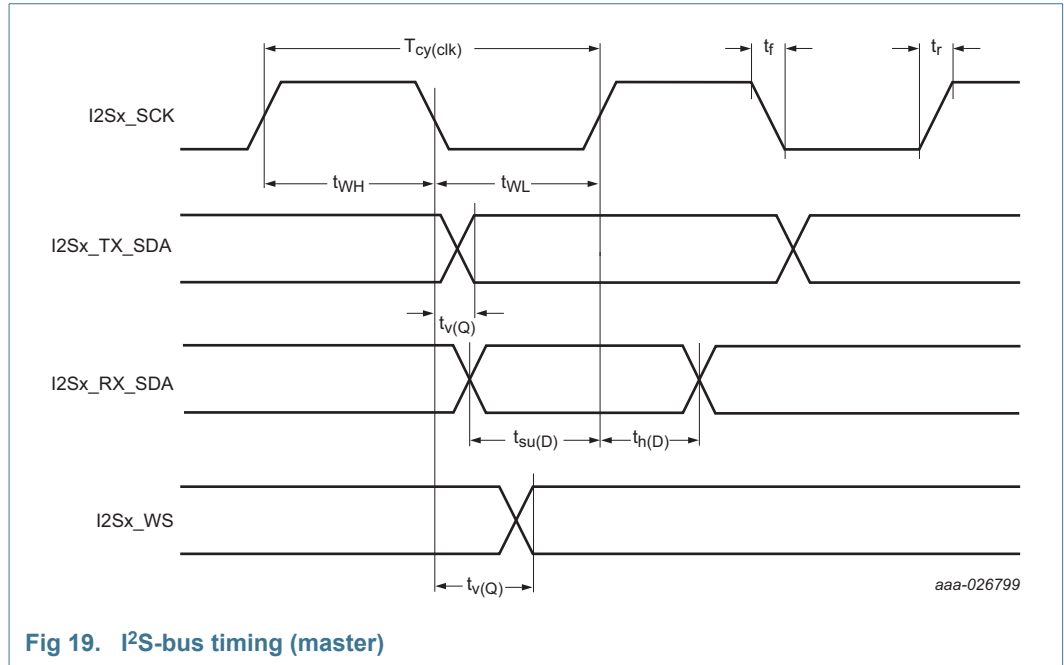 Tcy(clk)
tf
tr
I2Sx_SCK
tWH
tWL
I2Sx_TX_SDA
tv(Q)
I2Sx_RX_SDA
tsu(D)
th(D)
I2Sx_WS
tv(Q)
aaa-026799
Fig 19. I²S-bus timing (master)